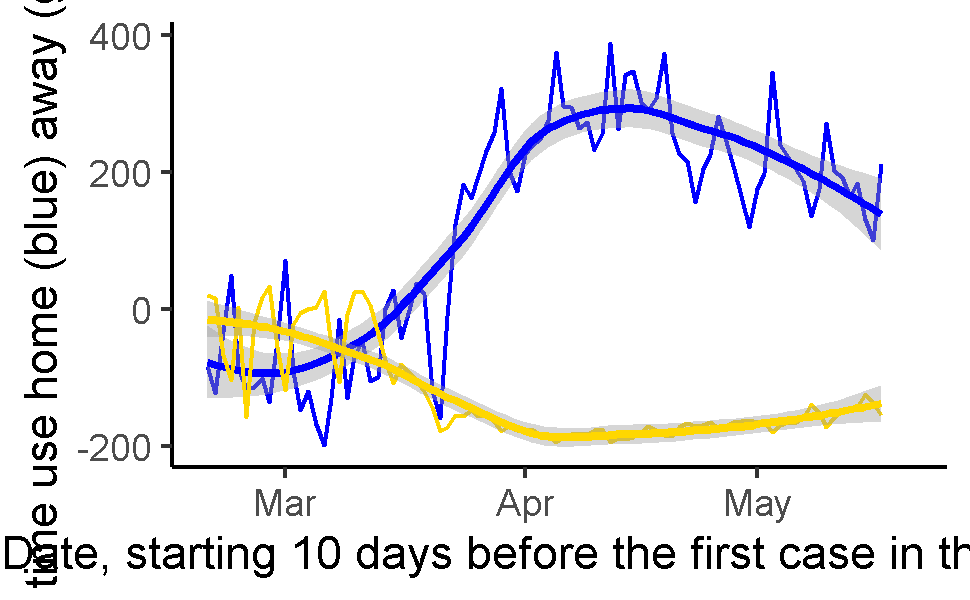 time use home (blue) away (
400
200
0
-200
Mar Apr May
Date, starting 10 days before the first case in th